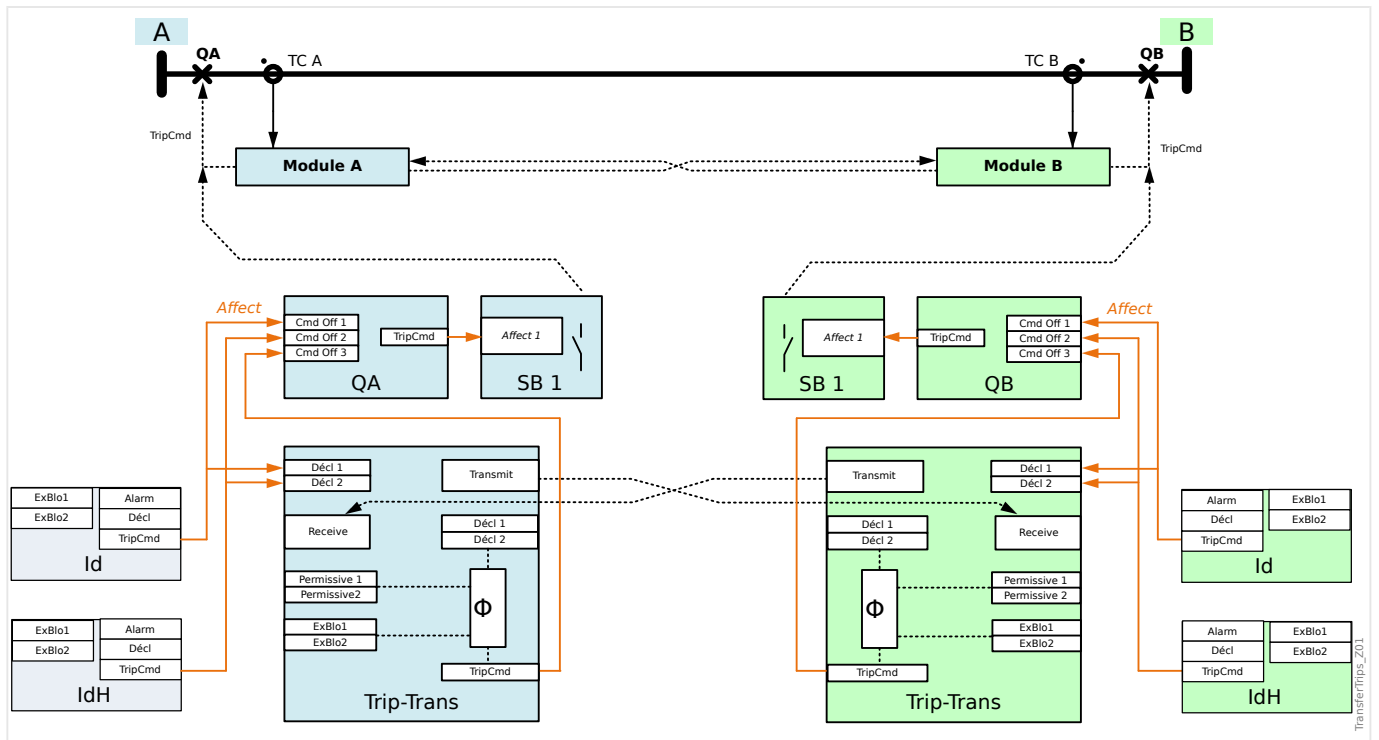 A
B
QA
TC A
TC B
QB
TripCmd
TripCmd
Module A
Module B
Affect
Affect
Cmd Off 1
Cmd Off 2
Cmd Off 3
TripCmd
QA
Affect 1
SB 1
Affect 1
SB 1
TripCmd
Cmd Off 1
Cmd Off 2
Cmd Off 3
QB
ExBlo1
ExBlo2
Alarm
Décl
TripCmd
Id
ExBlo1
ExBlo2
Alarm
Décl
TripCmd
IdH
Décl 1
Décl 2
Transmit
Receive
Décl 1
Décl 2
Permissive 1
Permissive2
Φ
ExBlo1
ExBlo2
TripCmd
Trip-Trans
Transmit
Décl 1
Décl 2
Décl 1
Décl 2
Receive
Φ
Permissive 1
Permissive 2
ExBlo1
ExBlo2
TripCmd
Trip-Trans
Alarm
Décl
TripCmd
ExBlo1
ExBlo2
Id
Alarm
Décl
TripCmd
ExBlo1
ExBlo2
IdH
TransferTrips_Z01